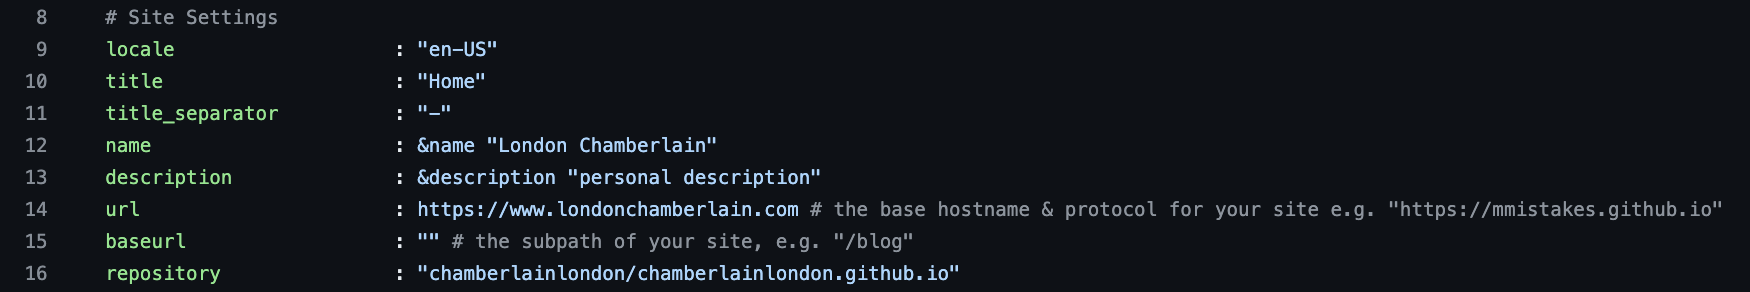 8 # Site Settings
9 locale : "en-US"
10 title : "Home"
11 title_separator : "-"
12 name : &name "London Chamberlain"
13 description : &description "personal description"
14 url : https://www.londonchamberlain.com # the base hostname & protocol for your site e.g. "https://mmistakes.github.io"
15 baseurl : "" # the subpath of your site, e.g. "/blog"
16 repository : "chamberlainlondon/chamberlainlondon.github.io"